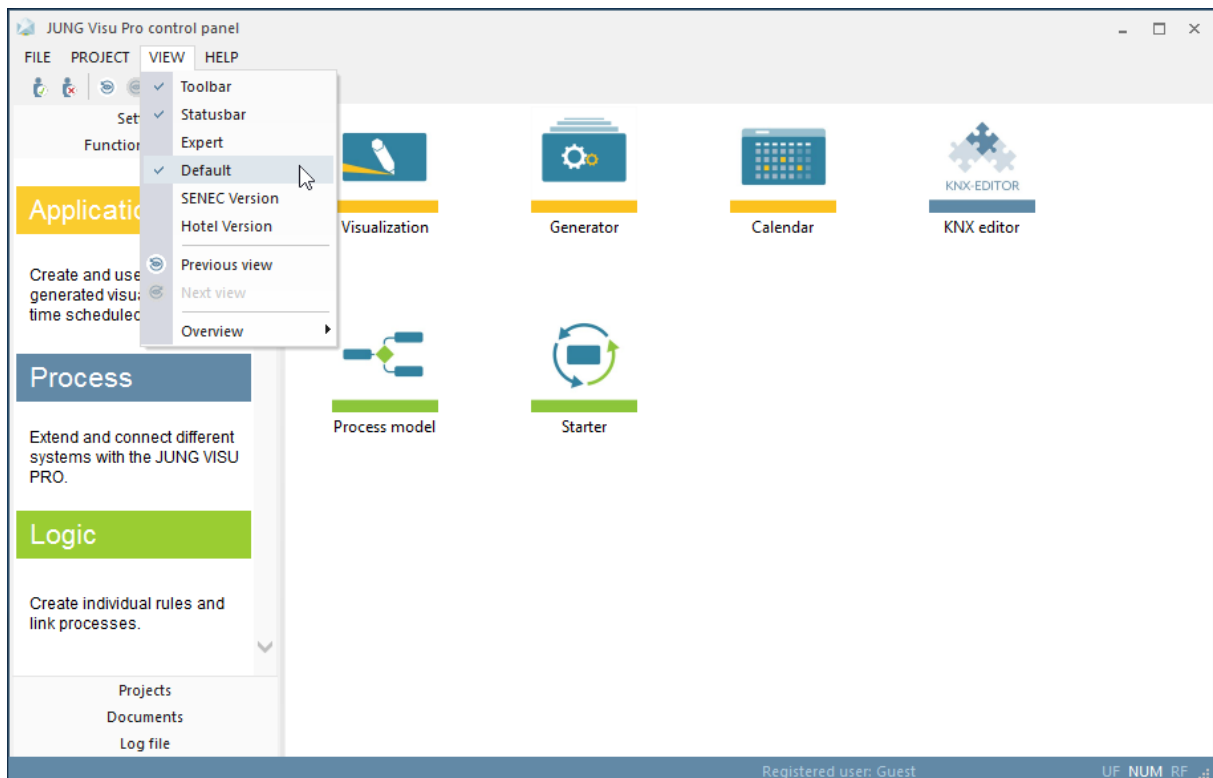 JUNG Visu Pro control panel
FILE PROJECT VIEW HELP
Toolbar
Statusbar
Expert
Default
SENEC Version
Hotel Version
Previous view
Next view
Overview
Set
Function
Applicatio
Create and use
generated visu
time scheduled
Process
Extend and connect different
systems with the JUNG VISU
PRO.
Logic
Create individual rules and
link processes.
Projects
Documents
Log file
Visualization
Generator
Calendar
KNX-EDITOR
KNX editor
Process model
Starter
Registered user: Guest
UF NUM RF